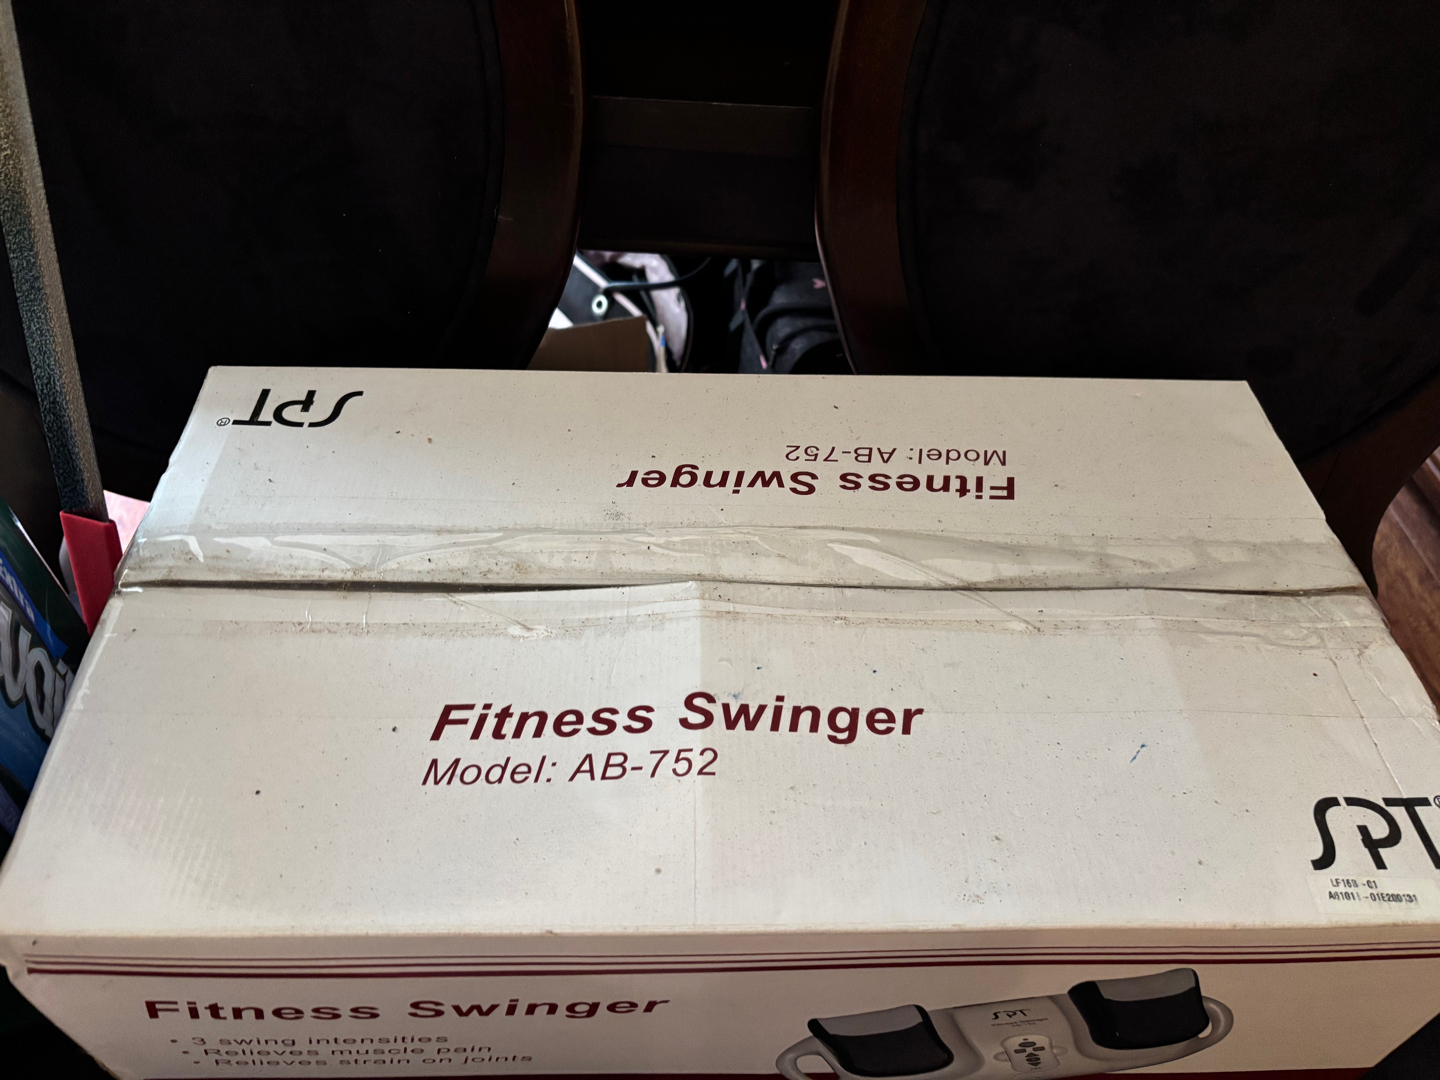 SPT®
Model: AB-752
Fitness Swinger
Fitness Swinger
Model: AB-752
SPT®
Fitness Swinger
• 3 swing intensities
• Relieves muscle pain
• Relieves strain on joints
SPT